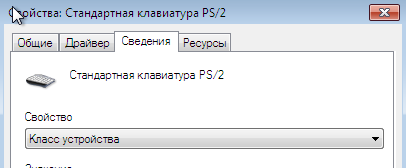 Свойства: Стандартная клавиатура PS/2
Общие Драйвер Сведения Ресурсы
Стандартная клавиатура PS/2
Свойство
Класс устройства